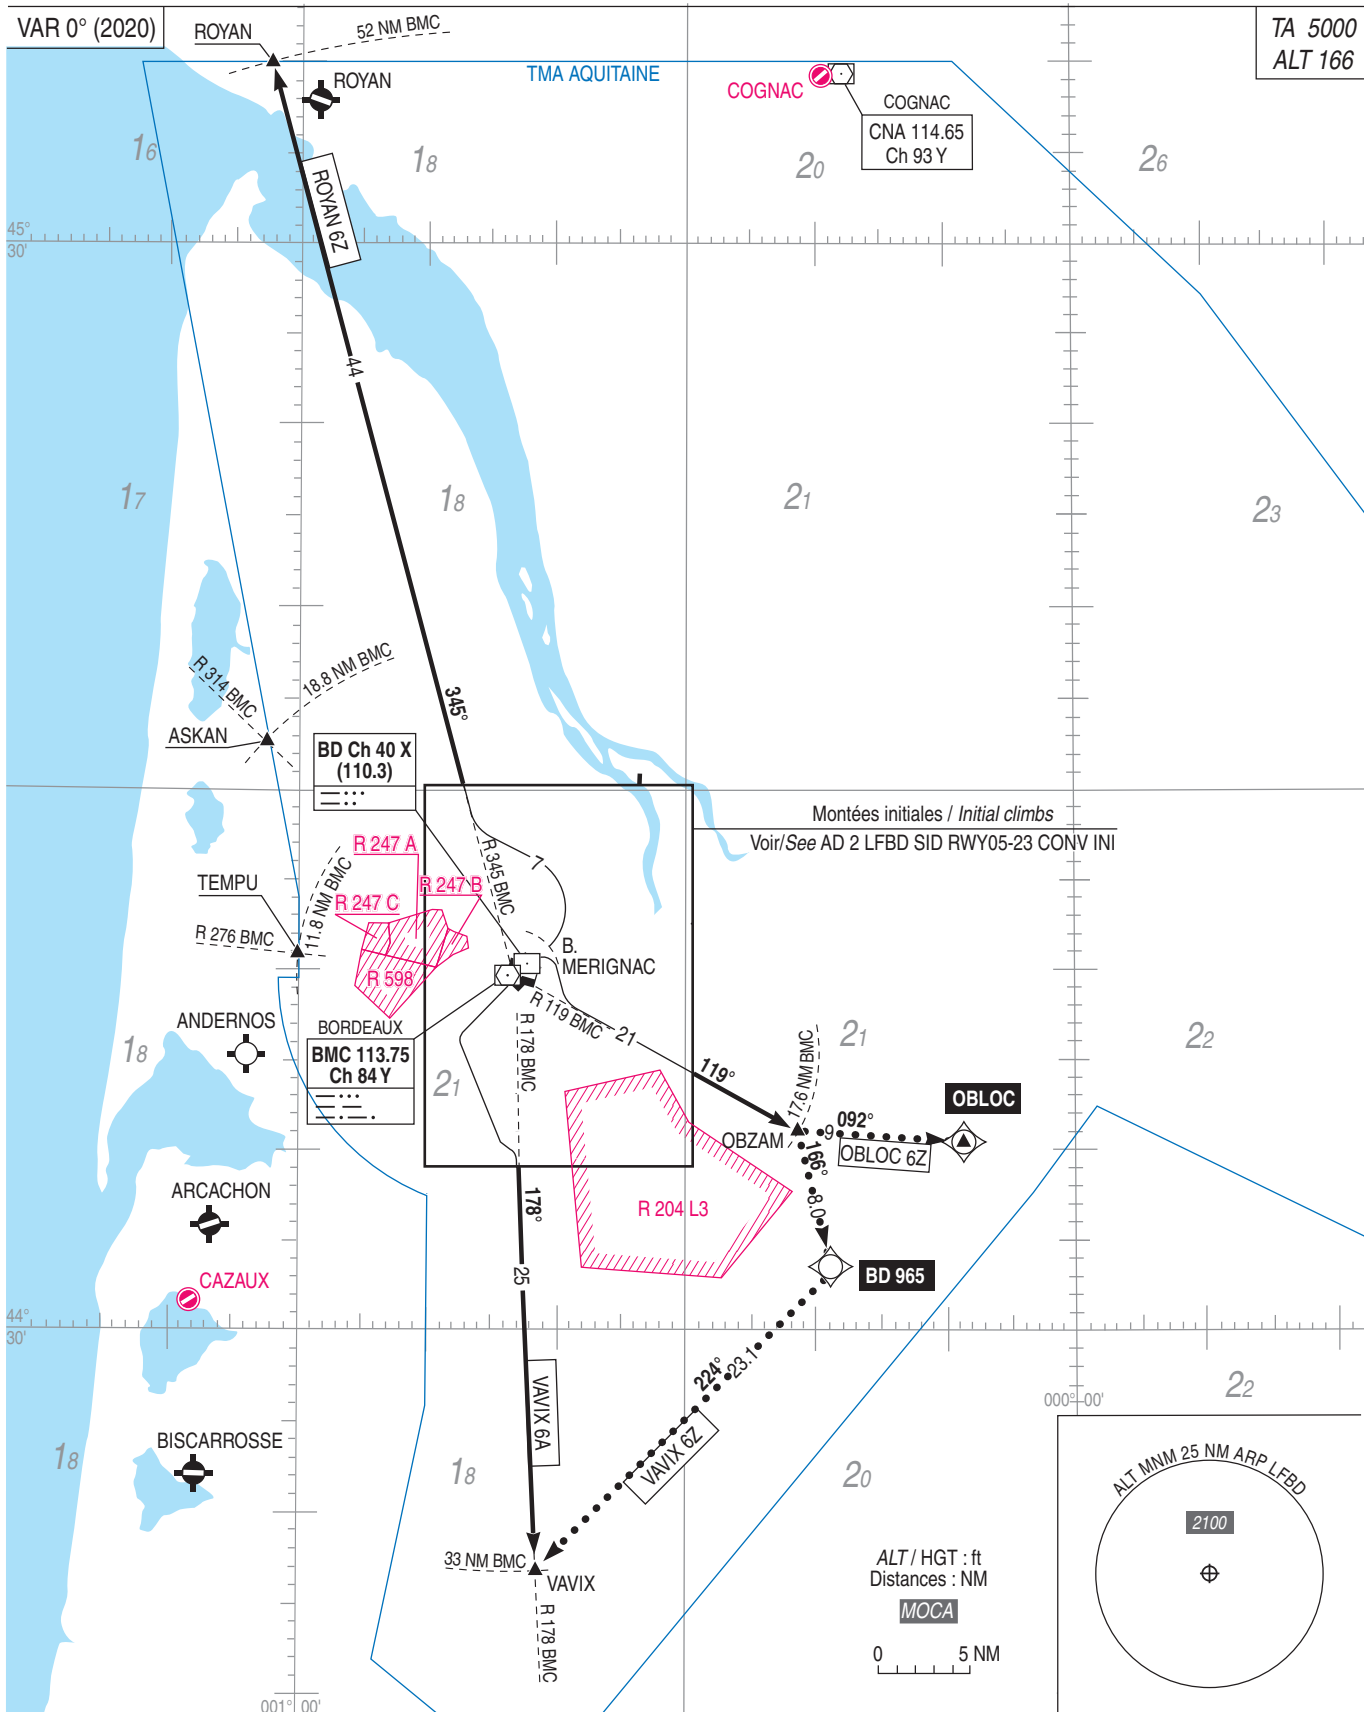 VAR 0° (2020)
ROYAN
52 NM BMC
TA 5000
ALT 166
ROYAN
TMA AQUITAINE
COGNAC
COGNAC
CNA 114.65
Ch 93 Y
16
18
20
26
ROYAN 6Z
45°
30'
44
17
18
21
23
R 314 BMC
18.8 NM BMC
345°
ASKAN
BD Ch 40 X
(110.3)
Montées initiales / Initial climbs
Voir/See AD 2 LFBD SID RWY05-23 CONV INI
R 247 A
R 345 BMC
7
TEMPU
11.8 NM BMC
R 247 B
R 247 C
R 276 BMC
B.
MERIGNAC
R 598
R 119 BMC
ANDERNOS
BORDEAUX
BMC 113.75
Ch 84 Y
R 178 BMC
21
18
21
21
22
119°
17.6 NM BMC
OBLOC
OBZAM
9
092°
OBLOC 6Z
166°
8.0
ARCACHON
178°
R 204 L3
CAZAUX
25
BD 965
44°
30'
224°
23.1
22
000° 00'
VAVIX 6A
VAVIX 6Z
BISCARROSSE
18
18
20
ALT MNM 25 NM ARP LFBD
2100
33 NM BMC
VAVIX
R 178 BMC
ALT / HGT : ft
Distances : NM
MOCA
0 5 NM
001° 00'